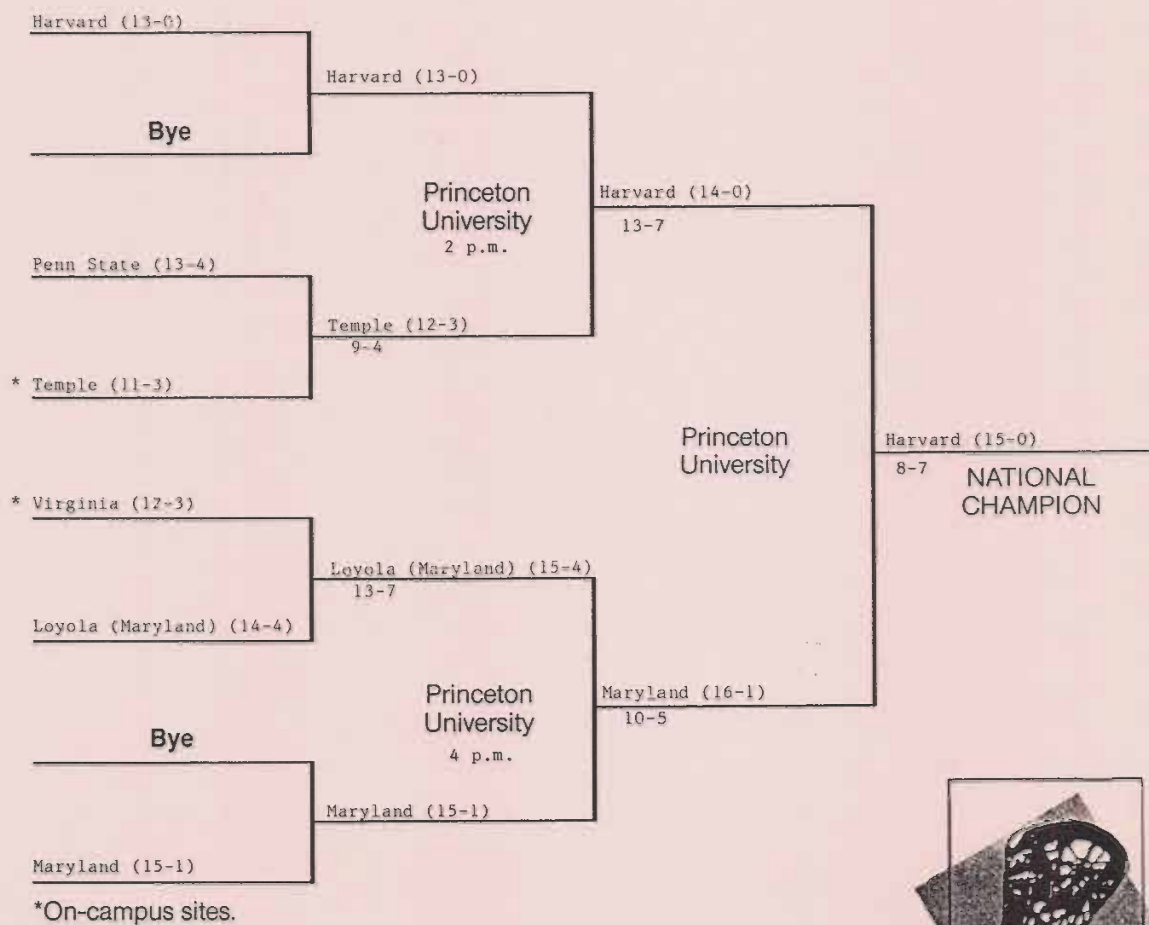 Harvard (13-0)
Harvard (13-0)
Bye
Princeton
University
2 p.m.
Harvard (14-0)
13-7
Penn State (13-4)
Temple (12-3)
9-4
* Temple (11-3)
Princeton
University
Harvard (15-0)
8-7
NATIONAL
CHAMPION
* Virginia (12-3)
Loyola (Maryland) (15-4)
13-7
Loyola (Maryland) (14-4)
Princeton
University
4 p.m.
Maryland (16-1)
10-5
Bye
Maryland (15-1)
Maryland (15-1)
*On-campus sites.